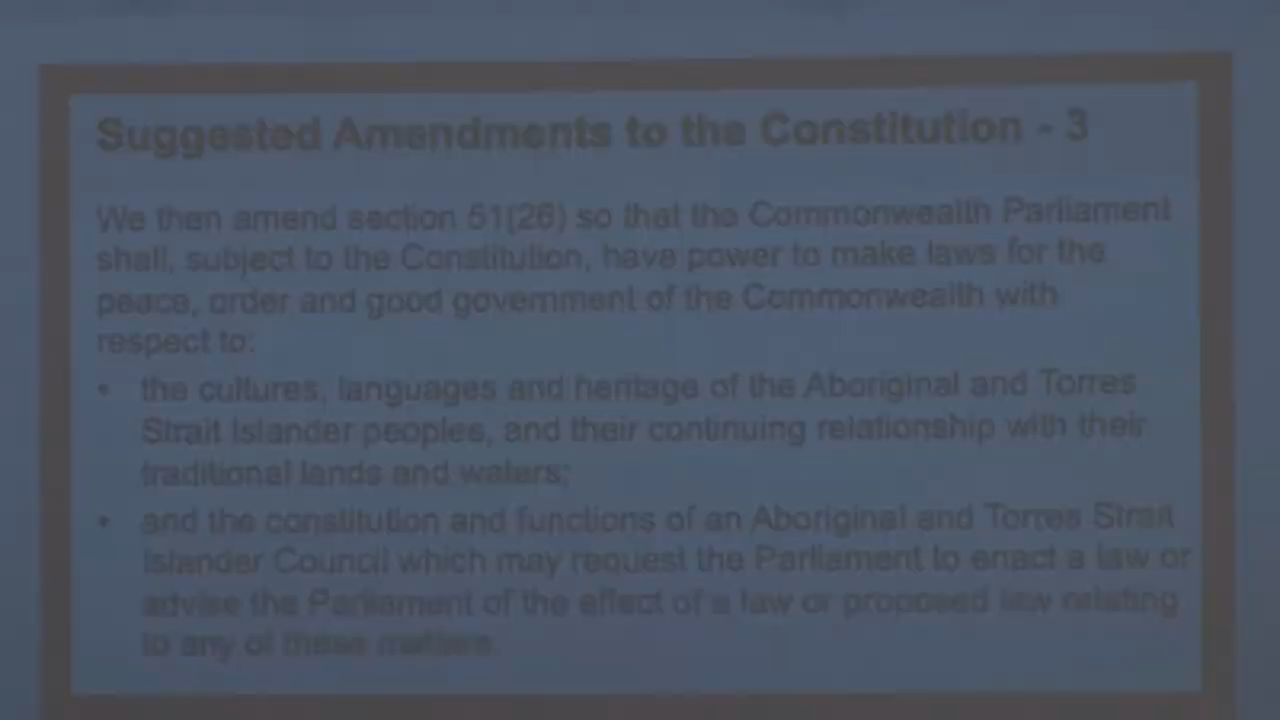 Suggested Amendments to the Constitution - 3
We then amend section 51(26) so that the Commonwealth Parliament
shall, subject to the Constitution, have power to make laws for the
peace, order and good government of the Commonwealth with
respect to:
• the cultures, languages and heritage of the Aboriginal and Torres
Strait Islander peoples, and their continuing relationship with their
traditional lands and waters;
• and the constitution and functions of an Aboriginal and Torres Strait
Islander Council which may request the Parliament to enact a law or
advise the Parliament of the effect of a law or proposed law relating
to any of these matters.